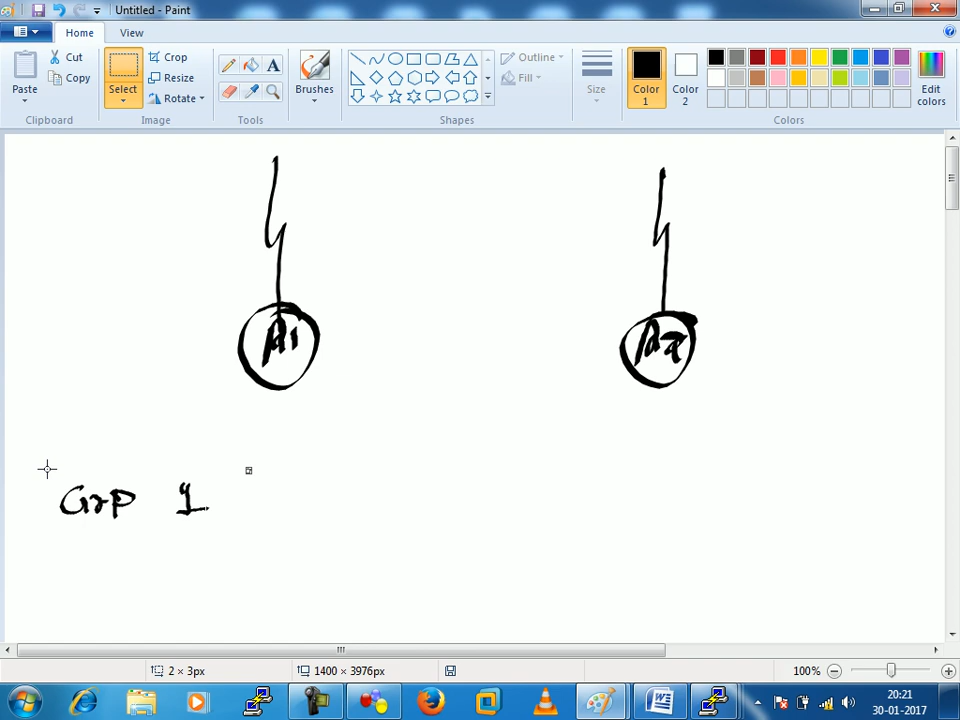 Untitled - Paint
Home View
Paste
Cut
Copy
Clipboard
Select
Crop
Resize
Rotate
Image
A
Tools
Brushes
Outline
Fill
Shapes
Size
Color 1
Color 2
Edit colors
Colors
A1
A2
Grp 1
2 × 3px
1400 × 3976px
100%
W
20:21
30-01-2017